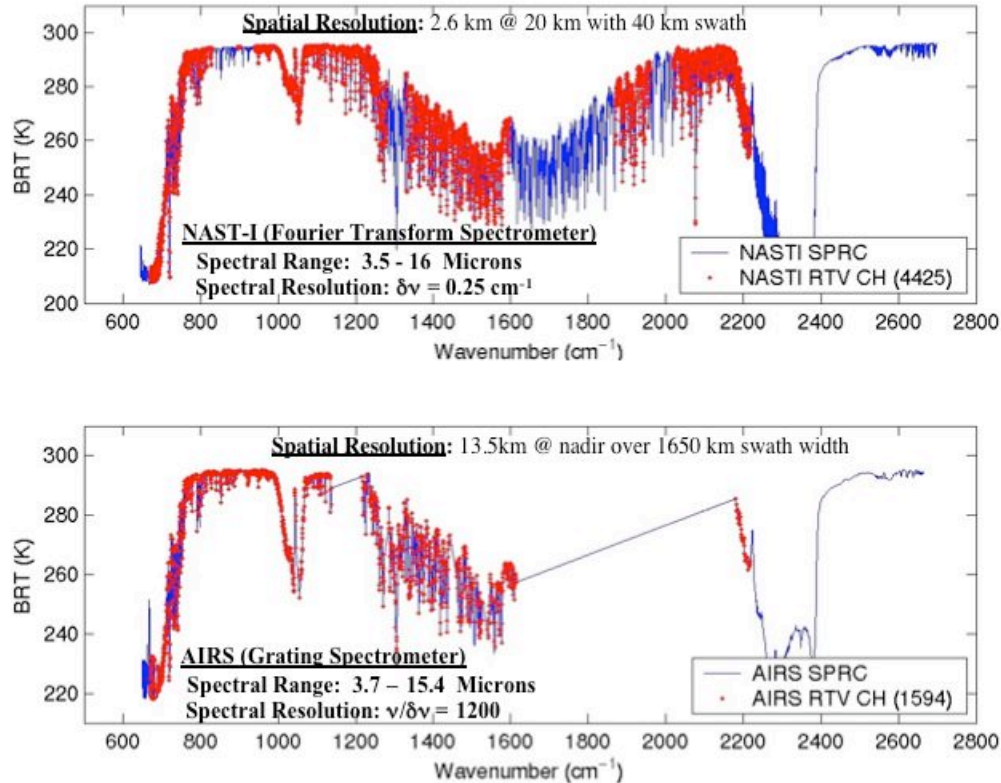 Spatial Resolution: 2.6 km @ 20 km with 40 km swath
300
290
280
270
260
250
240
230
220
210
200
BRT (K)
NAST-I (Fourier Transform Spectrometer)
Spectral Range: 3.5 - 16 Microns
Spectral Resolution: δν = 0.25 cm⁻¹
NASTI SPRC
NASTI RTV CH (4425)
600 800 1000 1200 1400 1600 1800 2000 2200 2400 2600 2800
Wavenumber (cm⁻¹)
Spatial Resolution: 13.5km @ nadir over 1650 km swath width
300
280
260
240
220
BRT (K)
AIRS (Grating Spectrometer)
Spectral Range: 3.7 – 15.4 Microns
Spectral Resolution: ν/δν = 1200
AIRS SPRC
AIRS RTV CH (1594)
600 800 1000 1200 1400 1600 1800 2000 2200 2400 2600 2800
Wavenumber (cm⁻¹)